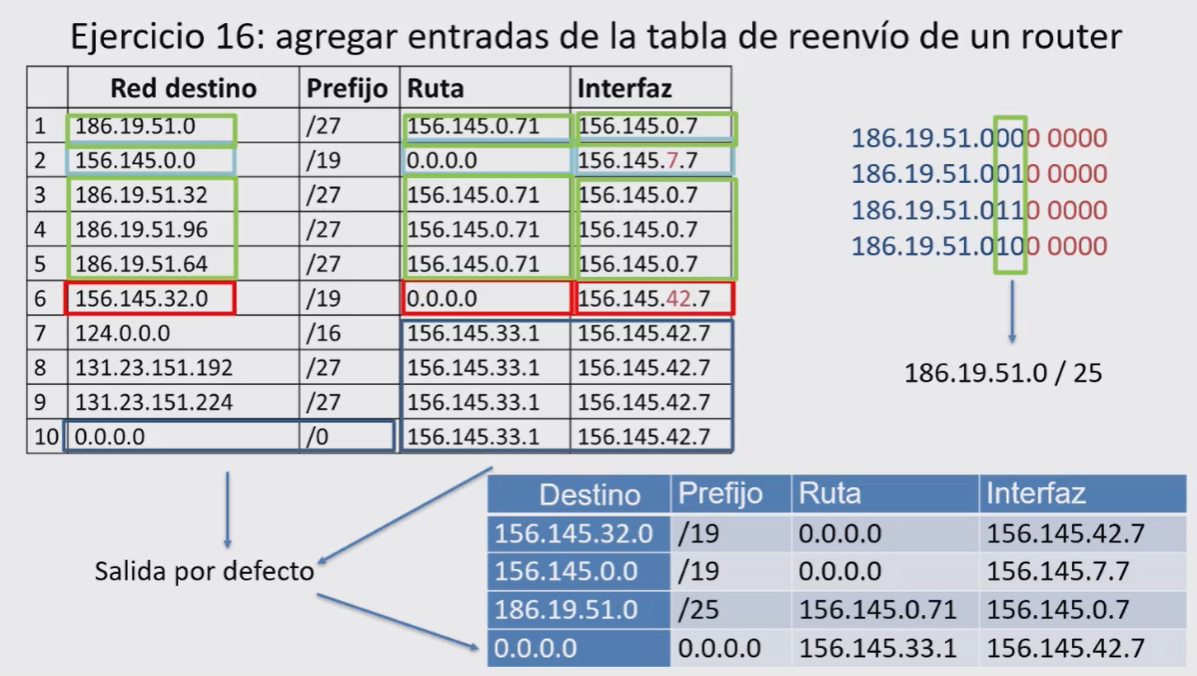 Ejercicio 16: agregar entradas de la tabla de reenvío de un router
Red destino Prefijo Ruta Interfaz
1 186.19.51.0 /27 156.145.0.71 156.145.0.7
2 156.145.0.0 /19 0.0.0.0 156.145.7.7
3 186.19.51.32 /27 156.145.0.71 156.145.0.7
4 186.19.51.96 /27 156.145.0.71 156.145.0.7
5 186.19.51.64 /27 156.145.0.71 156.145.0.7
6 156.145.32.0 /19 0.0.0.0 156.145.42.7
7 124.0.0.0 /16 156.145.33.1 156.145.42.7
8 131.23.151.192 /27 156.145.33.1 156.145.42.7
9 131.23.151.224 /27 156.145.33.1 156.145.42.7
10 0.0.0.0 /0 156.145.33.1 156.145.42.7
186.19.51.0000 0000
186.19.51.0010 0000
186.19.51.0110 0000
186.19.51.0100 0000
186.19.51.0 / 25
Salida por defecto
Destino Prefijo Ruta Interfaz
156.145.32.0 /19 0.0.0.0 156.145.42.7
156.145.0.0 /19 0.0.0.0 156.145.7.7
186.19.51.0 /25 156.145.0.71 156.145.0.7
0.0.0.0 0.0.0.0 156.145.33.1 156.145.42.7